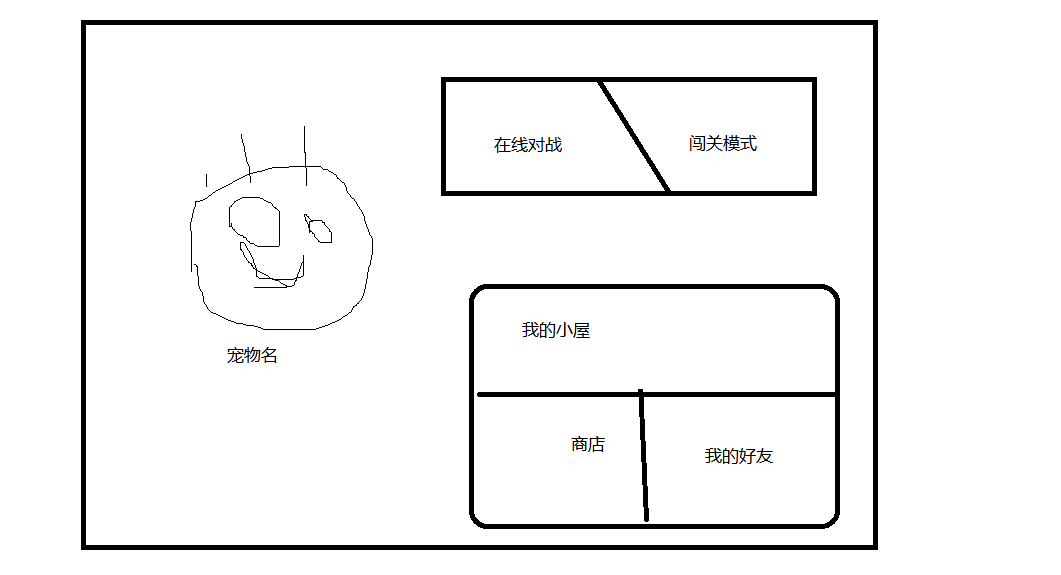 在线对战
闯关模式
宠物名
我的小屋
商店
我的好友